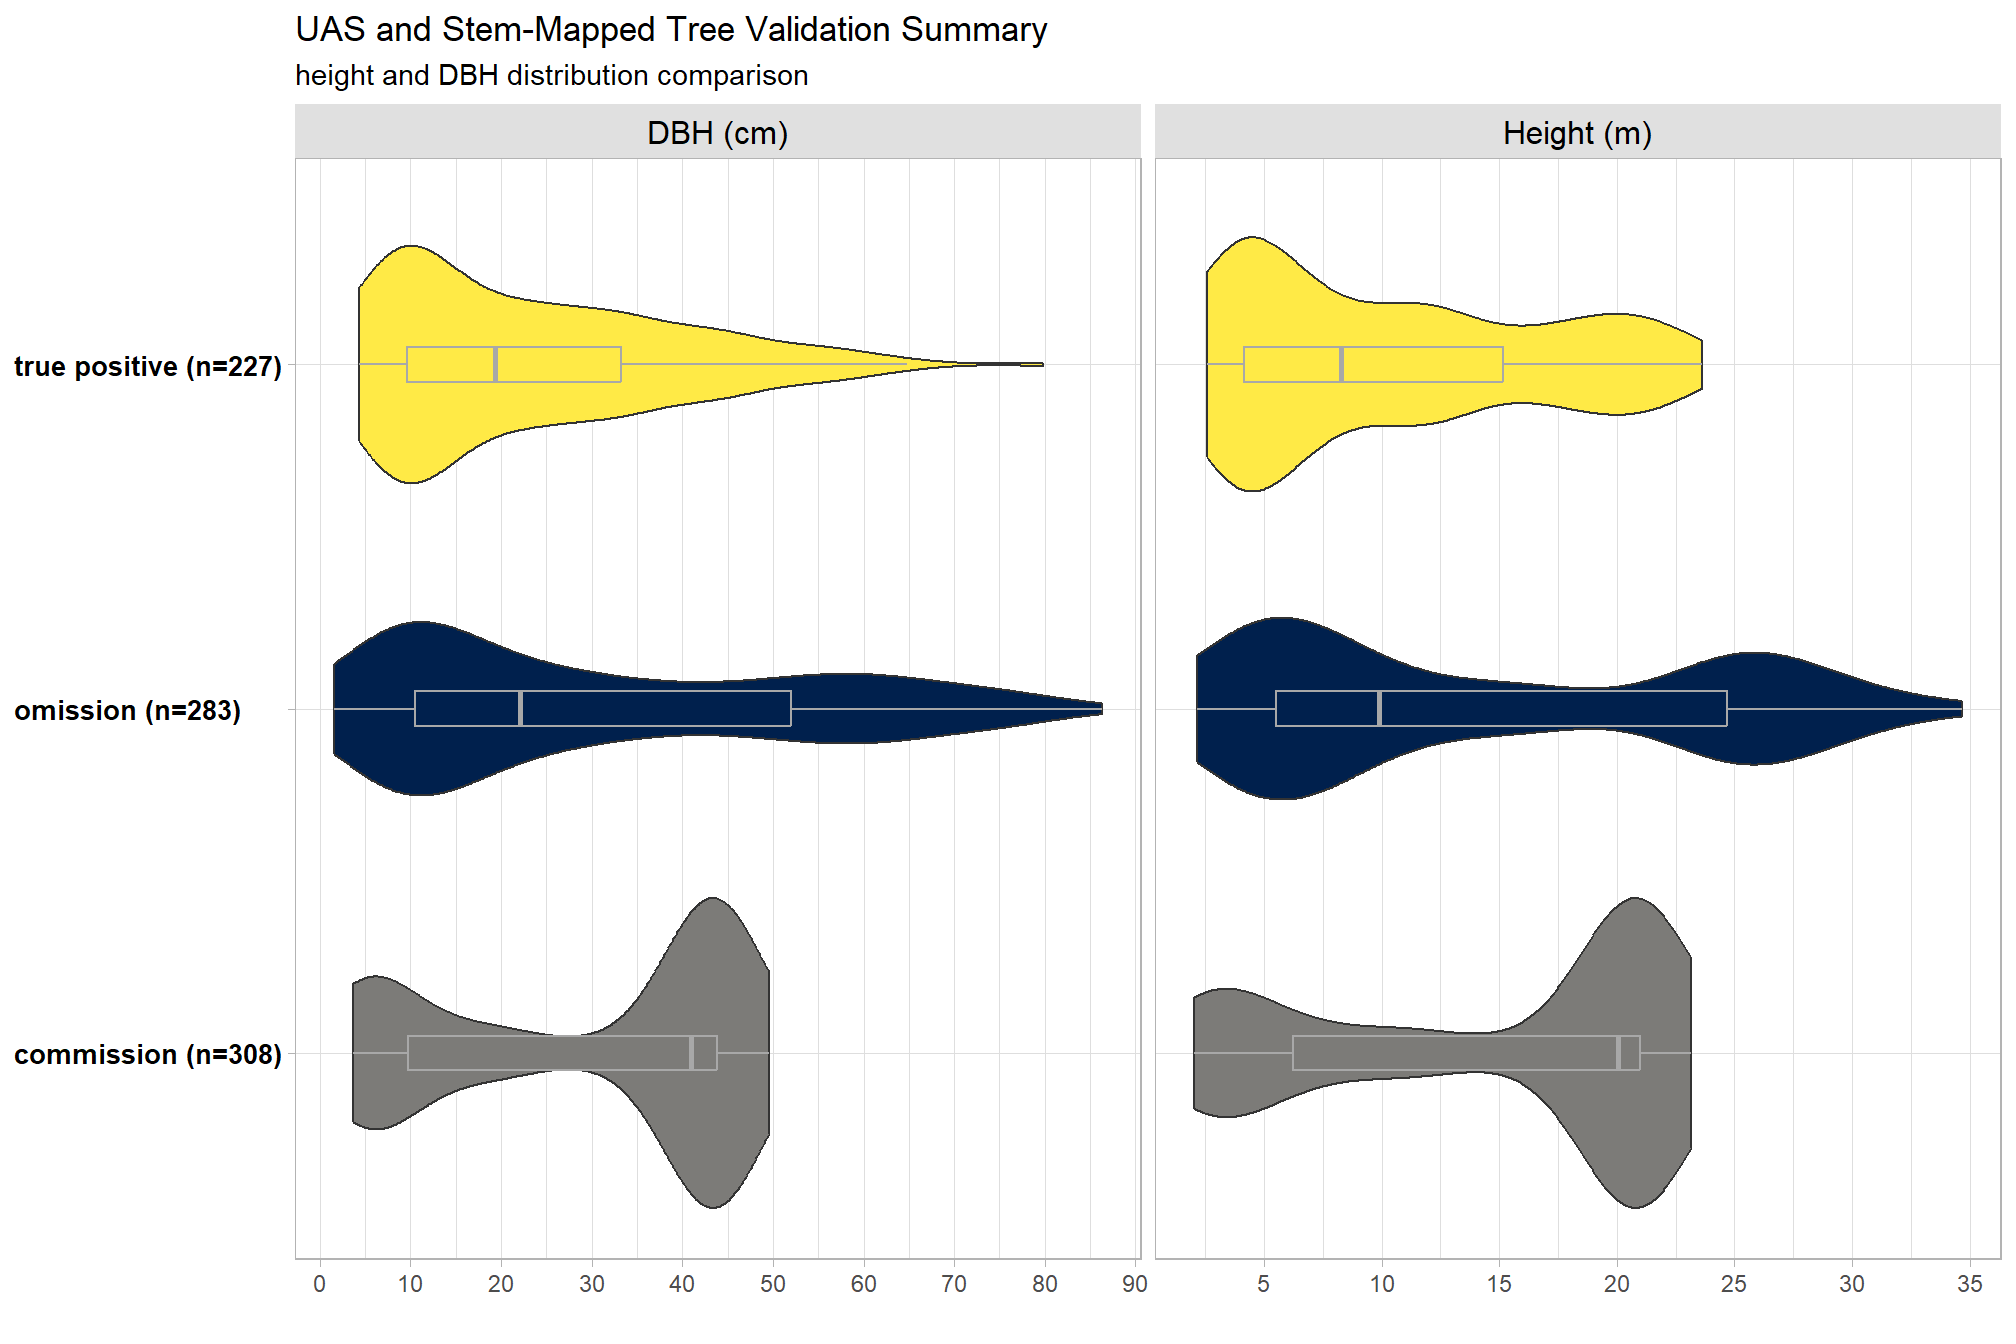 UAS and Stem-Mapped Tree Validation Summary
height and DBH distribution comparison
DBH (cm)
Height (m)
true positive (n=227)
omission (n=283)
commission (n=308)
0 10 20 30 40 50 60 70 80 90
5 10 15 20 25 30 35